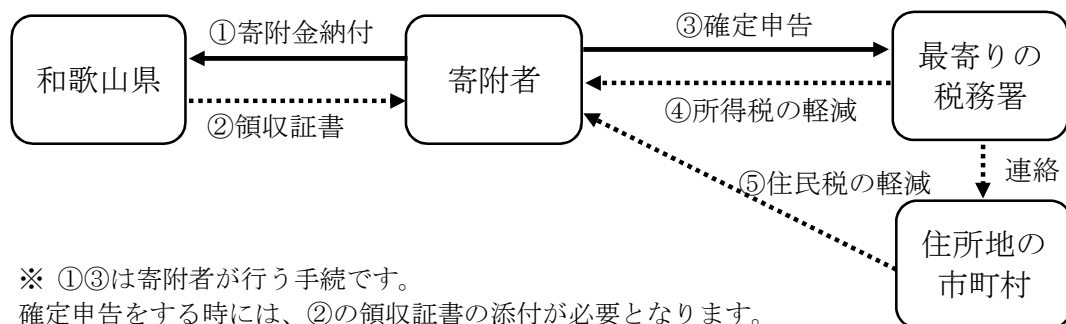 ①寄附金納付
③確定申告
和歌山県
寄附者
最寄りの
税務署
②領収証書
④所得税の軽減
⑤住民税の軽減
連絡
住所地の
市町村
※ ①③は寄附者が行う手続です。
確定申告をする時には、②の領収証書の添付が必要となります。